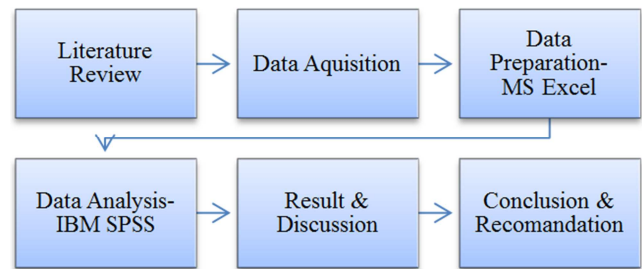 Literature
Review
Data Aquisition
Data
Preparation-
MS Excel
Data Analysis-
IBM SPSS
Result &
Discussion
Conclusion &
Recomandation